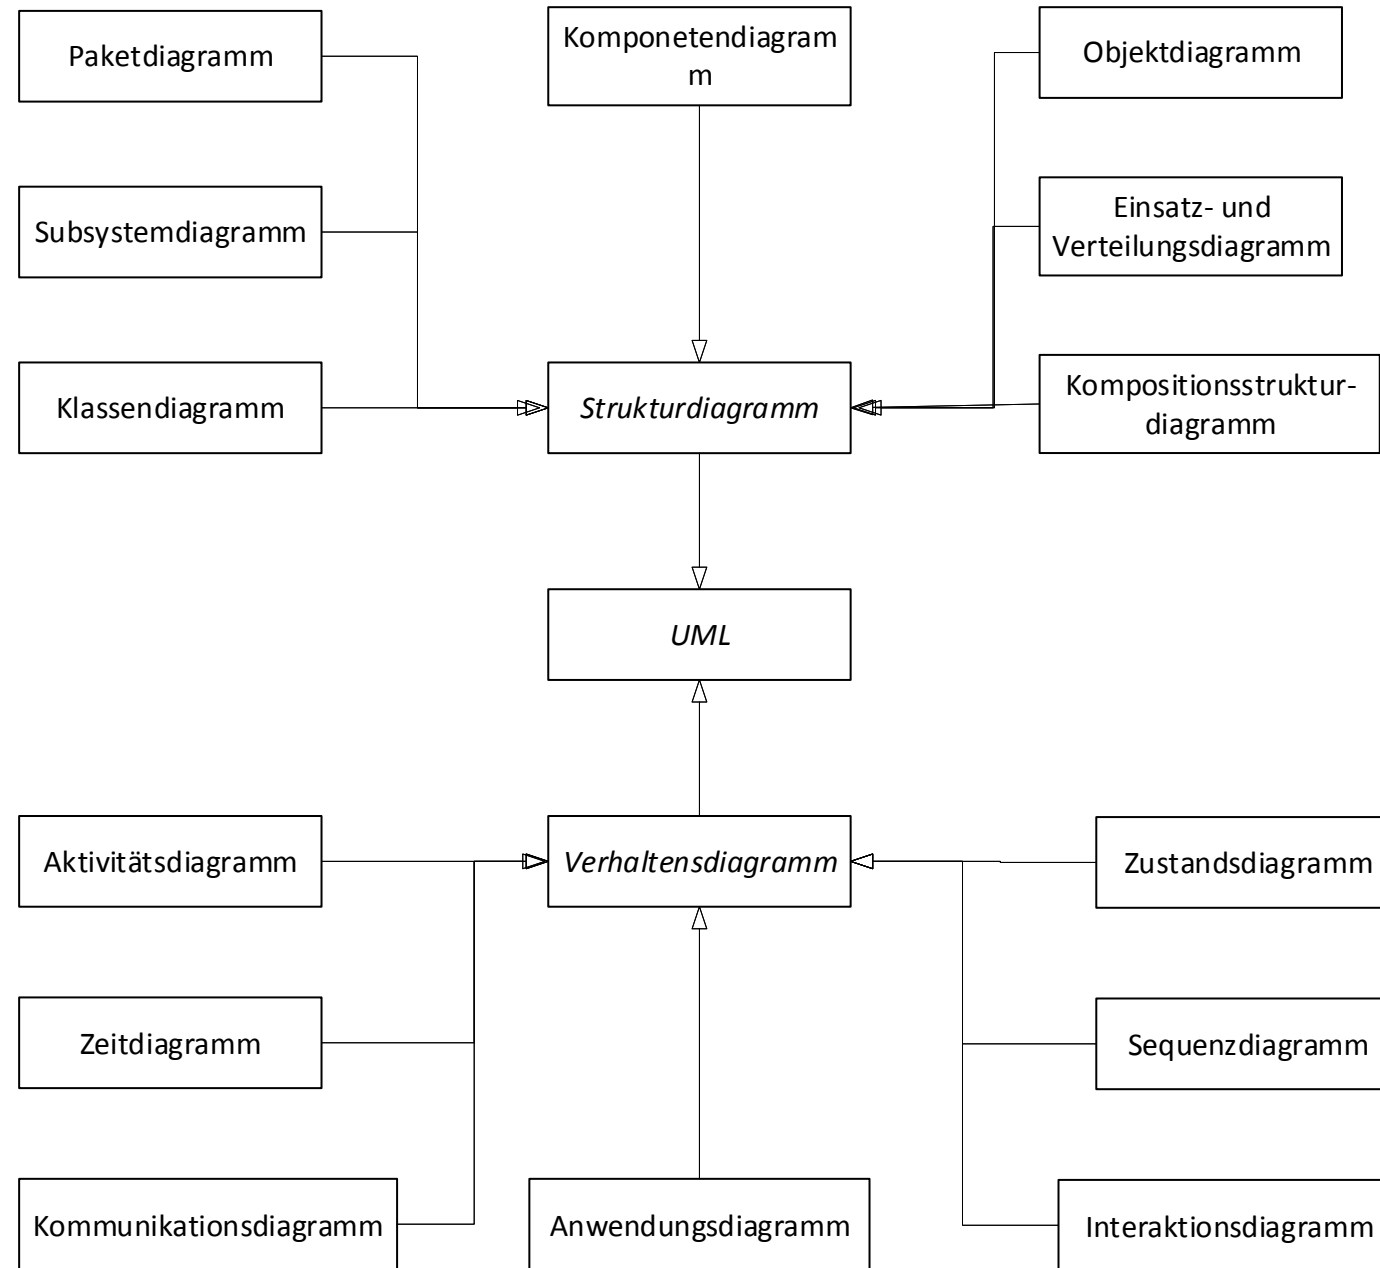 Paketdiagramm
Komponetendiagram
m
Objektdiagramm
Subsystemdiagramm
Einsatz- und
Verteilungsdiagramm
Klassendiagramm
Strukturdiagramm
Kompositionsstruktur-
diagramm
UML
Aktivitätsdiagramm
Verhaltensdiagramm
Zustandsdiagramm
Zeitdiagramm
Sequenzdiagramm
Kommunikationsdiagramm
Anwendungsdiagramm
Interaktionsdiagramm